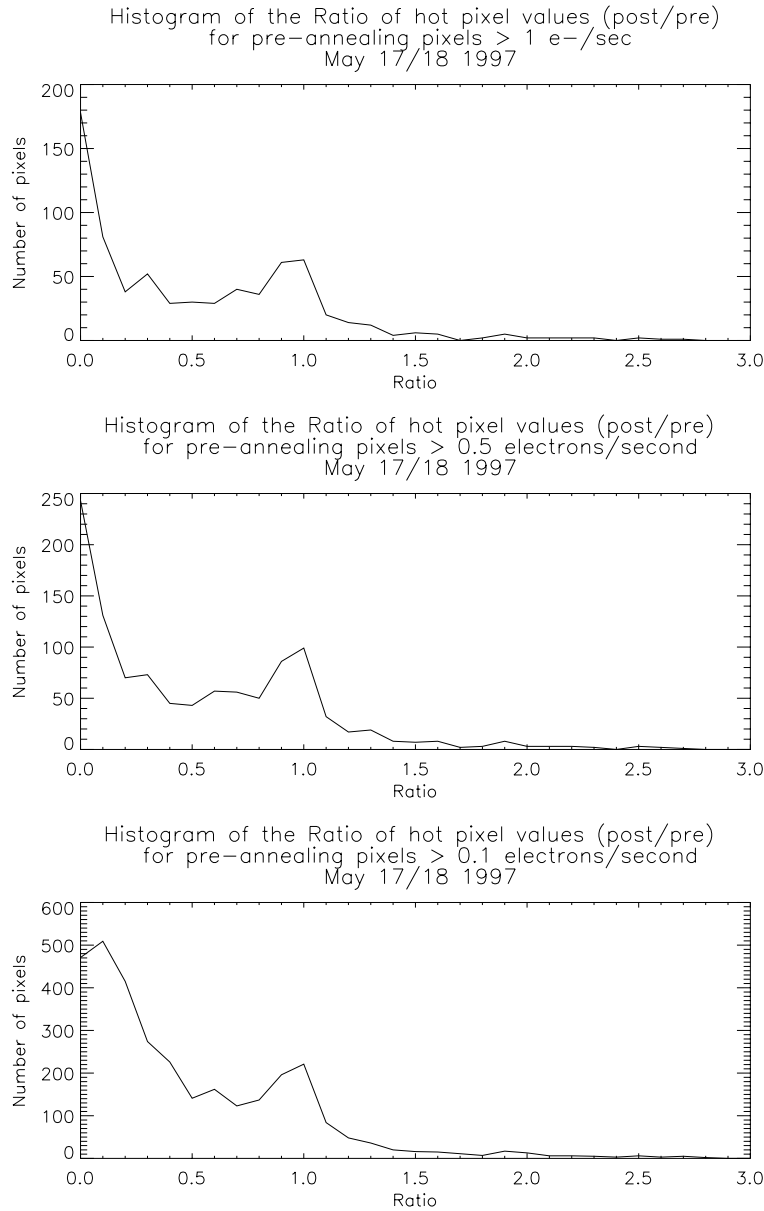 Histogram of the Ratio of hot pixel values (post/pre)
for pre-annealing pixels > 1 e-/sec
May 17/18 1997
200
150
100
50
0
Number of pixels
0.0 0.5 1.0 1.5 2.0 2.5 3.0
Ratio
Histogram of the Ratio of hot pixel values (post/pre)
for pre-annealing pixels > 0.5 electrons/second
May 17/18 1997
250
200
150
100
50
0
Number of pixels
0.0 0.5 1.0 1.5 2.0 2.5 3.0
Ratio
Histogram of the Ratio of hot pixel values (post/pre)
for pre-annealing pixels > 0.1 electrons/second
May 17/18 1997
600
500
400
300
200
100
0
Number of pixels
0.0 0.5 1.0 1.5 2.0 2.5 3.0
Ratio